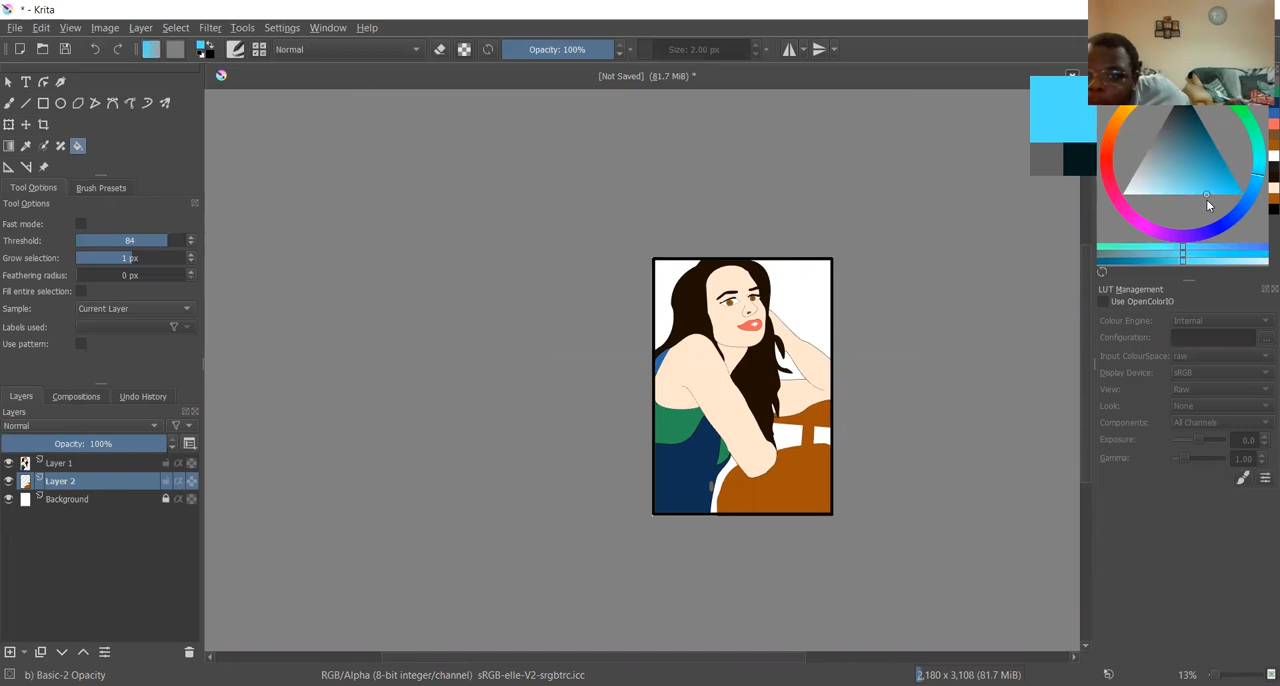 * - Krita
File Edit View Image Layer Select Filter Tools Settings Window Help
Normal Opacity: 100% Size: 2.00 px
[Not Saved] (81.7 MiB) *
Tool Options Brush Presets
Tool Options
Fast mode:
Threshold: 84
Grow selection: 1 px
Feathering radius: 0 px
Fill entire selection:
Sample: Current Layer
Labels used:
Use pattern:
Layers Compositions Undo History
Layers
Normal
Opacity: 100%
Layer 1
Layer 2
Background
LUT Management
Use OpenColorIO
Colour Engine: Internal
Configuration: ...
Input ColourSpace: raw
Display Device: sRGB
View: Raw
Look: None
Components: All Channels
Exposure: 0.0
Gamma: 1.00
b) Basic-2 Opacity RGB/Alpha (8-bit integer/channel) sRGB-elle-V2-srgbtrc.icc 2,180 x 3,108 (81.7 MiB) 13%